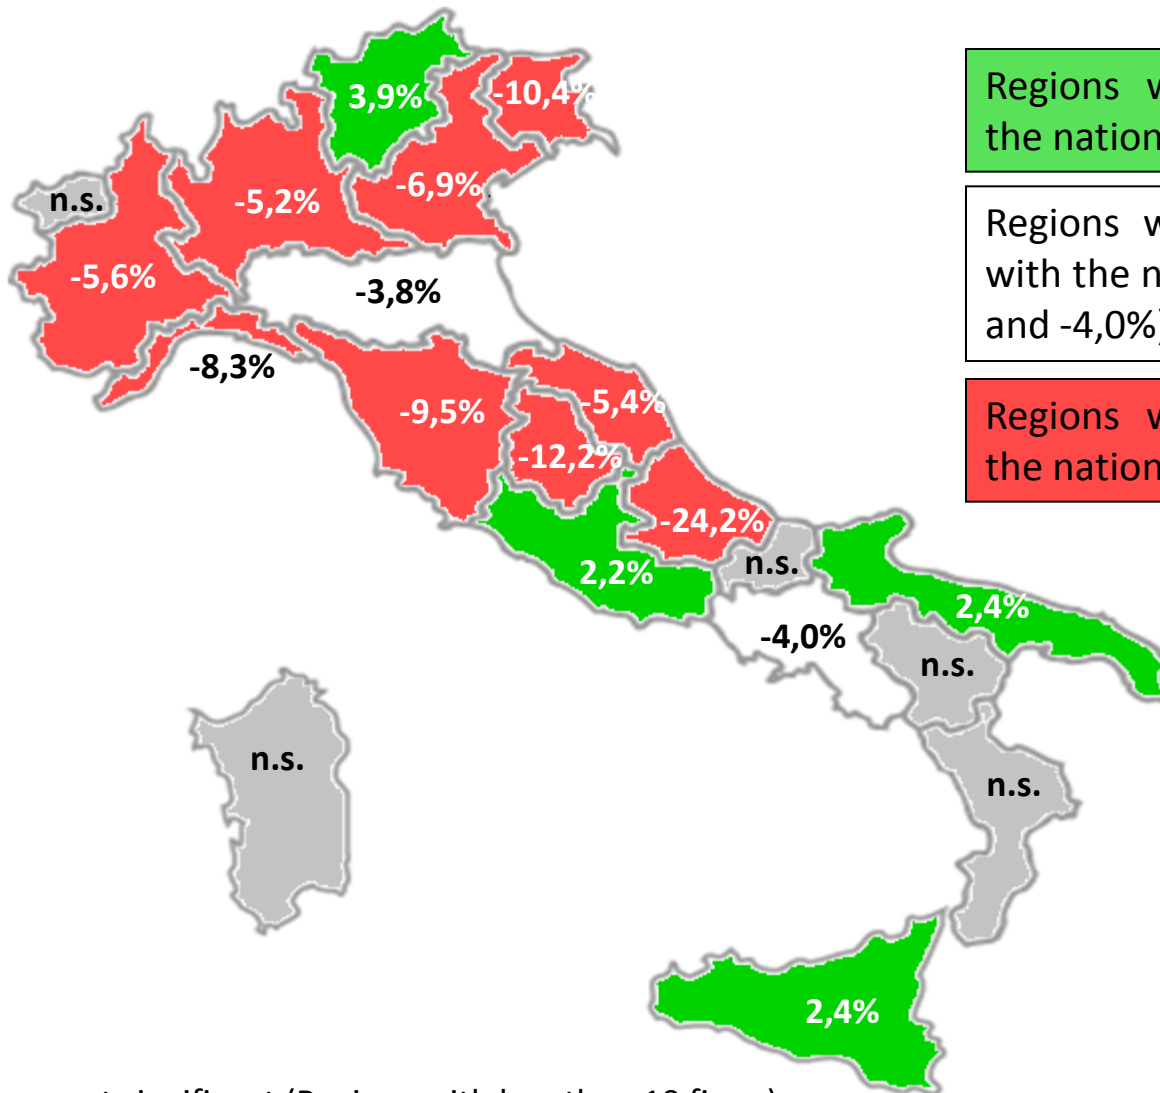 3,9%
-10,4%
Regions
the nation
n.s.
-5,2%
-6,9%
Regions
with the
and -4,0%)
-5,6%
-3,8%
-8,3%
-9,5%
-5,4%
Regions
the nation
-12,2%
-24,2%
n.s.
2,2%
2,4%
-4,0%
n.s.
n.s.
n.s.
2,4%